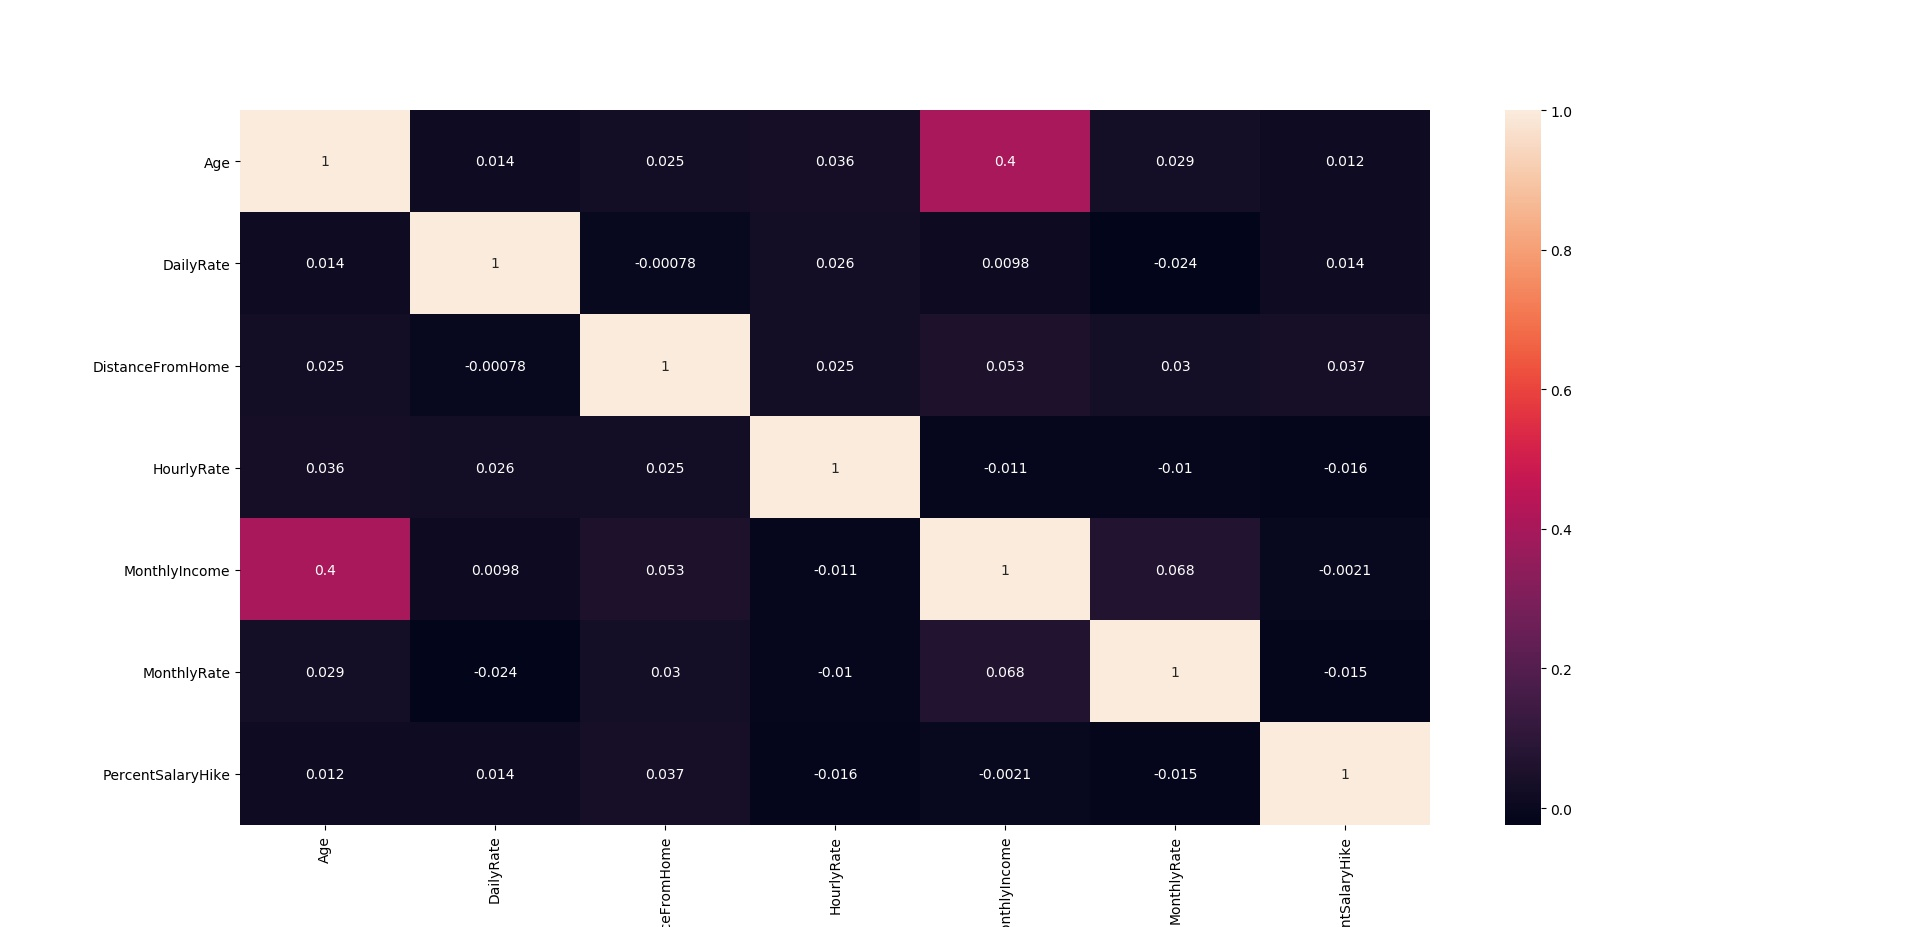 Age 1 0.014 0.025 0.036 0.4 0.029 0.012
DailyRate 0.014 1 -0.00078 0.026 0.0098 -0.024 0.014
DistanceFromHome 0.025 -0.00078 1 0.025 0.053 0.03 0.037
HourlyRate 0.036 0.026 0.025 1 -0.011 -0.01 -0.016
MonthlyIncome 0.4 0.0098 0.053 -0.011 1 0.068 -0.0021
MonthlyRate 0.029 -0.024 0.03 -0.01 0.068 1 -0.015
PercentSalaryHike 0.012 0.014 0.037 -0.016 -0.0021 -0.015 1
Age
DailyRate
ceFromHome
HourlyRate
onthlyIncome
MonthlyRate
ntSalaryHike
1.0
0.8
0.6
0.4
0.2
0.0